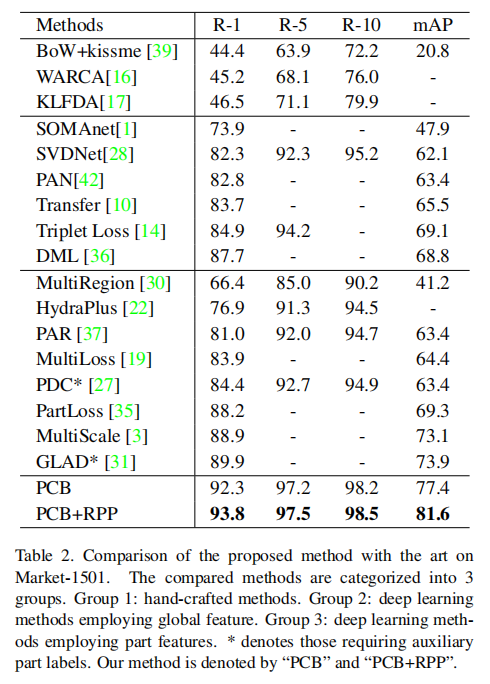 Methods R-1 R-5 R-10 mAP
BoW+kissme [39] 44.4 63.9 72.2 20.8
WARCA[16] 45.2 68.1 76.0 -
KLFDA[17] 46.5 71.1 79.9 -
SOMAnet[1] 73.9 - - 47.9
SVDNet[28] 82.3 92.3 95.2 62.1
PAN[42] 82.8 - - 63.4
Transfer [10] 83.7 - - 65.5
Triplet Loss [14] 84.9 94.2 - 69.1
DML [36] 87.7 - - 68.8
MultiRegion [30] 66.4 85.0 90.2 41.2
HydraPlus [22] 76.9 91.3 94.5 -
PAR [37] 81.0 92.0 94.7 63.4
MultiLoss [19] 83.9 - - 64.4
PDC* [27] 84.4 92.7 94.9 63.4
PartLoss [35] 88.2 - - 69.3
MultiScale [3] 88.9 - - 73.1
GLAD* [31] 89.9 - - 73.9
PCB 92.3 97.2 98.2 77.4
PCB+RPP 93.8 97.5 98.5 81.6
Table 2. Comparison of the proposed method with the art on
Market-1501. The compared methods are categorized into 3
groups. Group 1: hand-crafted methods. Group 2: deep learning
methods employing global feature. Group 3: deep learning meth-
ods employing part features. * denotes those requiring auxiliary
part labels. Our method is denoted by “PCB” and “PCB+RPP”.